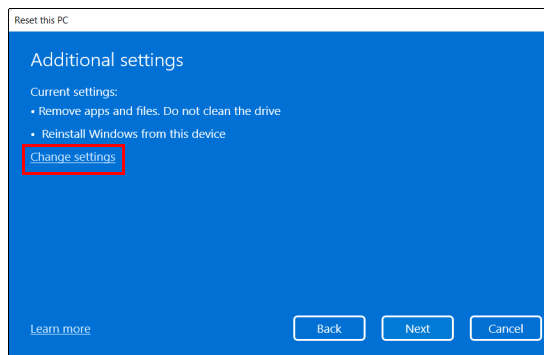 Reset this PC
Additional settings
Current settings:
• Remove apps and files. Do not clean the drive
• Reinstall Windows from this device
Change settings
Learn more
Back
Next
Cancel